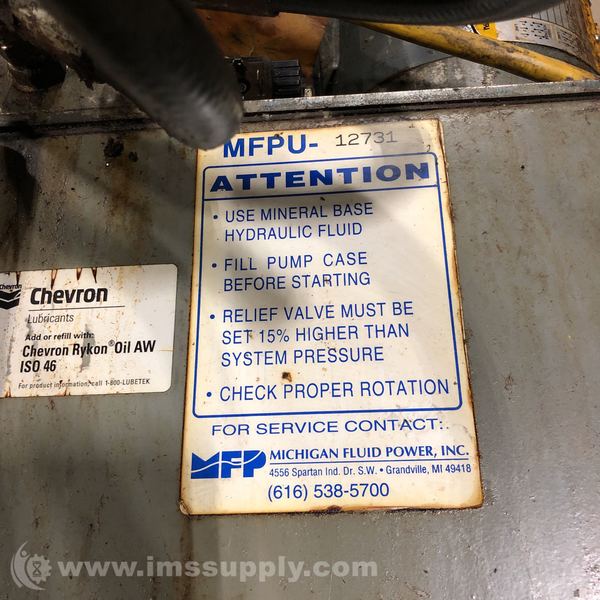 MFPU- 12731
ATTENTION
• USE MINERAL BASE
HYDRAULIC FLUID
• FILL PUMP CASE
BEFORE STARTING
• RELIEF VALVE MUST BE
SET 15% HIGHER THAN
SYSTEM PRESSURE
• CHECK PROPER ROTATION
FOR SERVICE CONTACT:
MFP MICHIGAN FLUID POWER, INC.
4556 Spartan Ind. Dr. S.W. • Grandville, MI 49418
(616) 538-5700
Chevron
Chevron
Lubricants
Add or refill with:
Chevron Rykon® Oil AW
ISO 46
For product information, call 1-800-LUBETEK
www.imssupply.com